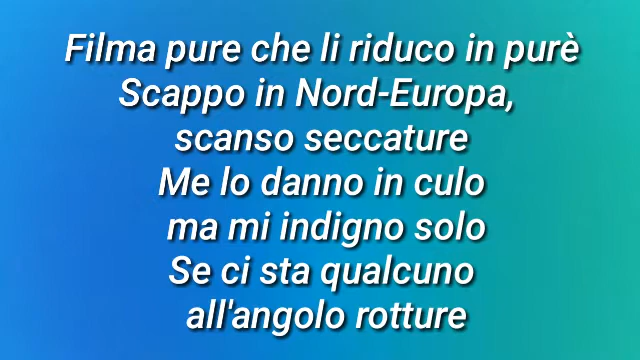 Filma pure che li riduco in purè
Scappo in Nord-Europa,
scanso seccature
Me lo danno in culo
ma mi indigno solo
Se ci sta qualcuno
all'angolo rotture